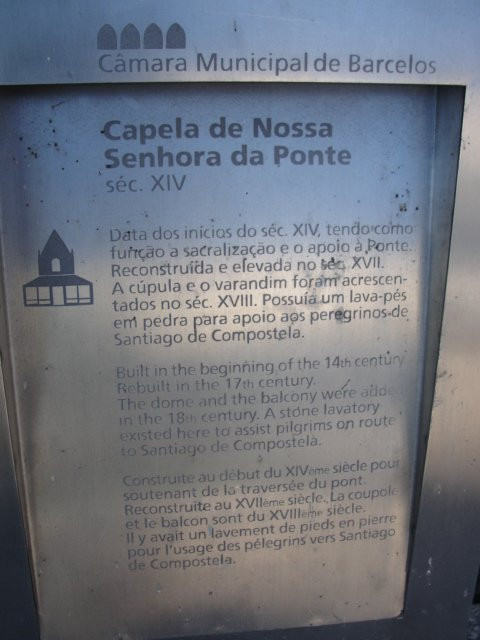 Câmara Municipal de Barcelos
Capela de Nossa
Senhora da Ponte
séc. XIV
Data dos inicios do séc. XIV, tendo como
função a sacralização e o apoio à Ponte.
Reconstruída e elevada no séc. XVII.
A cúpula e o varandim foram acrescen-
tados no séc. XVIII. Possuía um lava-pés
em pedra para apoio aos peregrinos de
Santiago de Compostela.
Built in the beginning of the 14th century
Rebuilt in the 17th century.
The dome and the balcony were added
in the 18th century. A stone lavatory
existed here to assist pilgrims on route
to Santiago de Compostela.
Construite au début du XIVème siècle pour
soutenant de la traversée du pont.
Reconstruite au XVIIème siècle. La coupole
et le balcon sont du XVIIIème siècle.
Il y avait un lavement de pieds en pierre
pour l'usage des pélegrins vers Santiago
de Compostela.